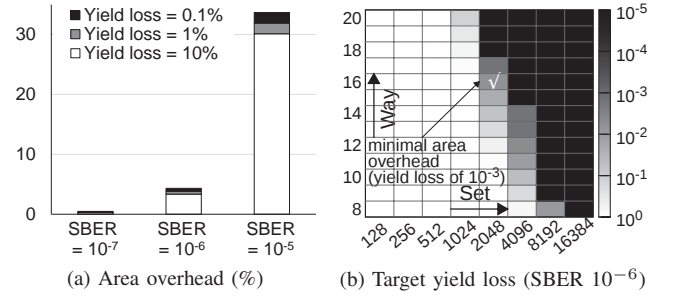 Yield loss = 0.1%
Yield loss = 1%
Yield loss = 10%
30
20
10
0
SBER = 10-7
SBER = 10-6
SBER = 10-5
(a) Area overhead (%)
20
18
16
14
12
10
8
Way
√
minimal area
overhead
(yield loss of 10-3)
Set
128
256
512
1024
2048
4096
8192
16384
10-5
10-4
10-3
10-2
10-1
100
(b) Target yield loss (SBER 10−6)